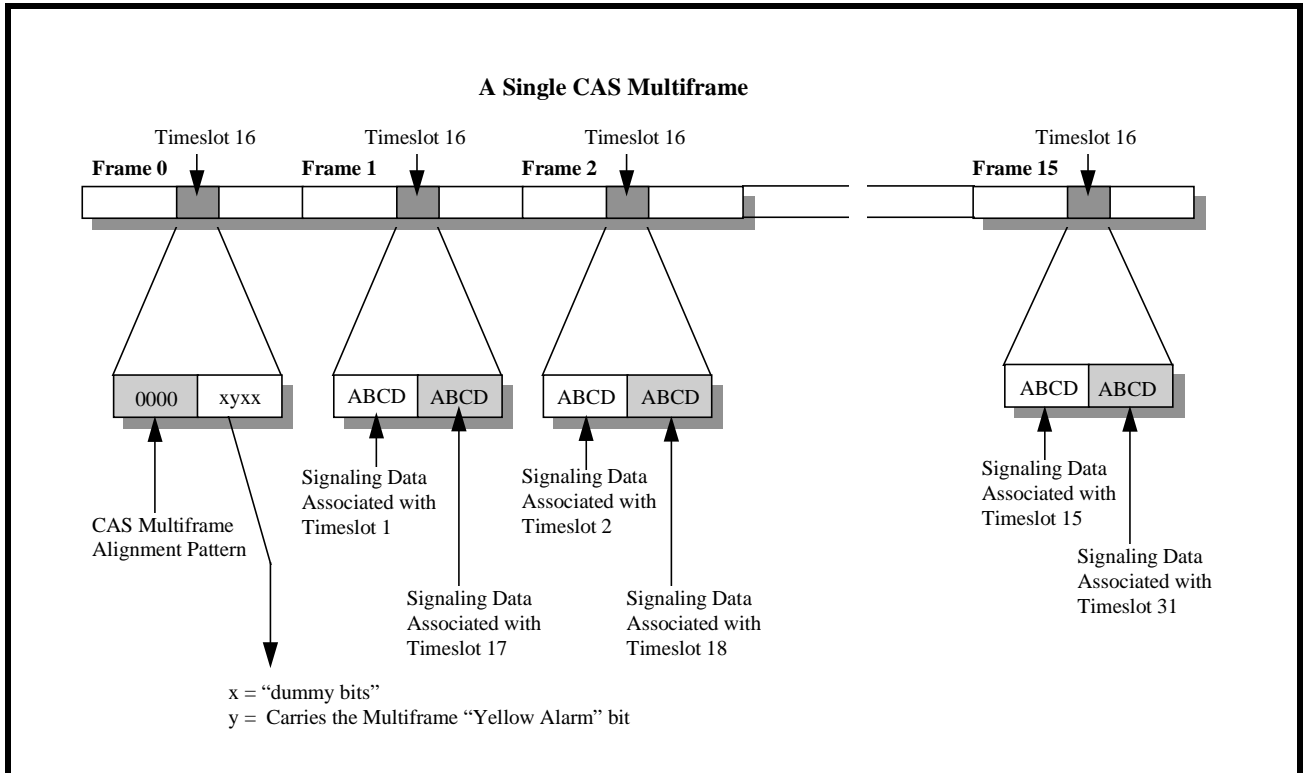 A Single CAS Multiframe
Timeslot 16
Timeslot 16
Timeslot 16
Timeslot 16
Frame 0
Frame 1
Frame 2
Frame 15
0000
xyxx
ABCD
ABCD
ABCD
ABCD
ABCD
ABCD
CAS Multiframe
Alignment Pattern
Signaling Data
Associated with
Timeslot 1
Signaling Data
Associated with
Timeslot 17
Signaling Data
Associated with
Timeslot 2
Signaling Data
Associated with
Timeslot 18
Signaling Data
Associated with
Timeslot 15
Signaling Data
Associated with
Timeslot 31
x = “dummy bits”
y = Carries the Multiframe “Yellow Alarm” bit